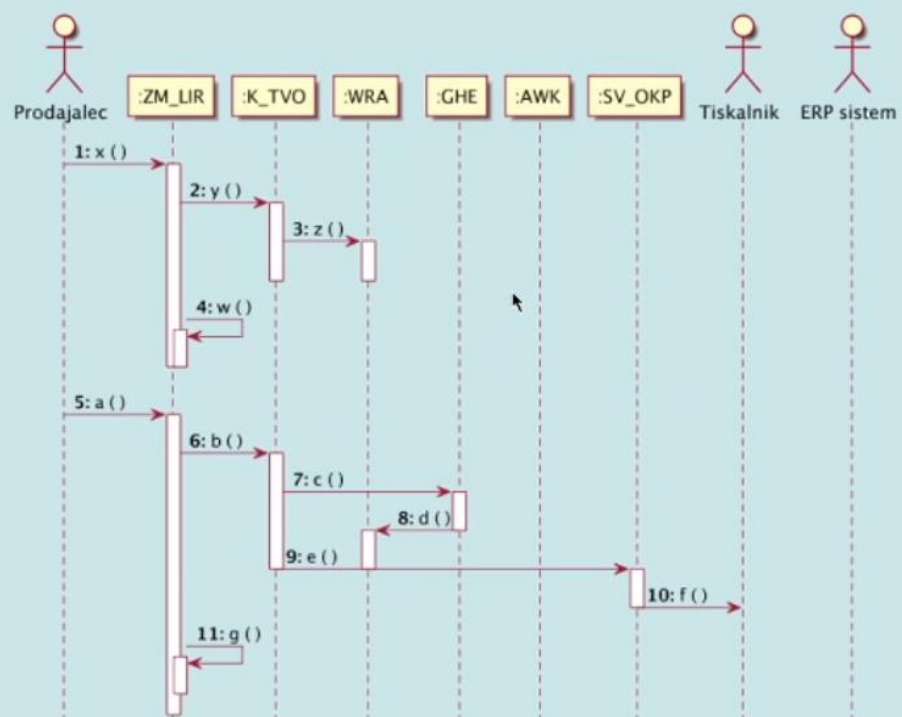 Prodajalec
:ZM_LIR
:K_TVO
:WRA
:GHE
:AWK
:SV_OKP
Tiskalnik
ERP sistem
1: x ( )
2: y ( )
3: z ( )
4: w ( )
5: a ( )
6: b ( )
7: c ( )
8: d ( )
9: e ( )
10: f ( )
11: g ( )